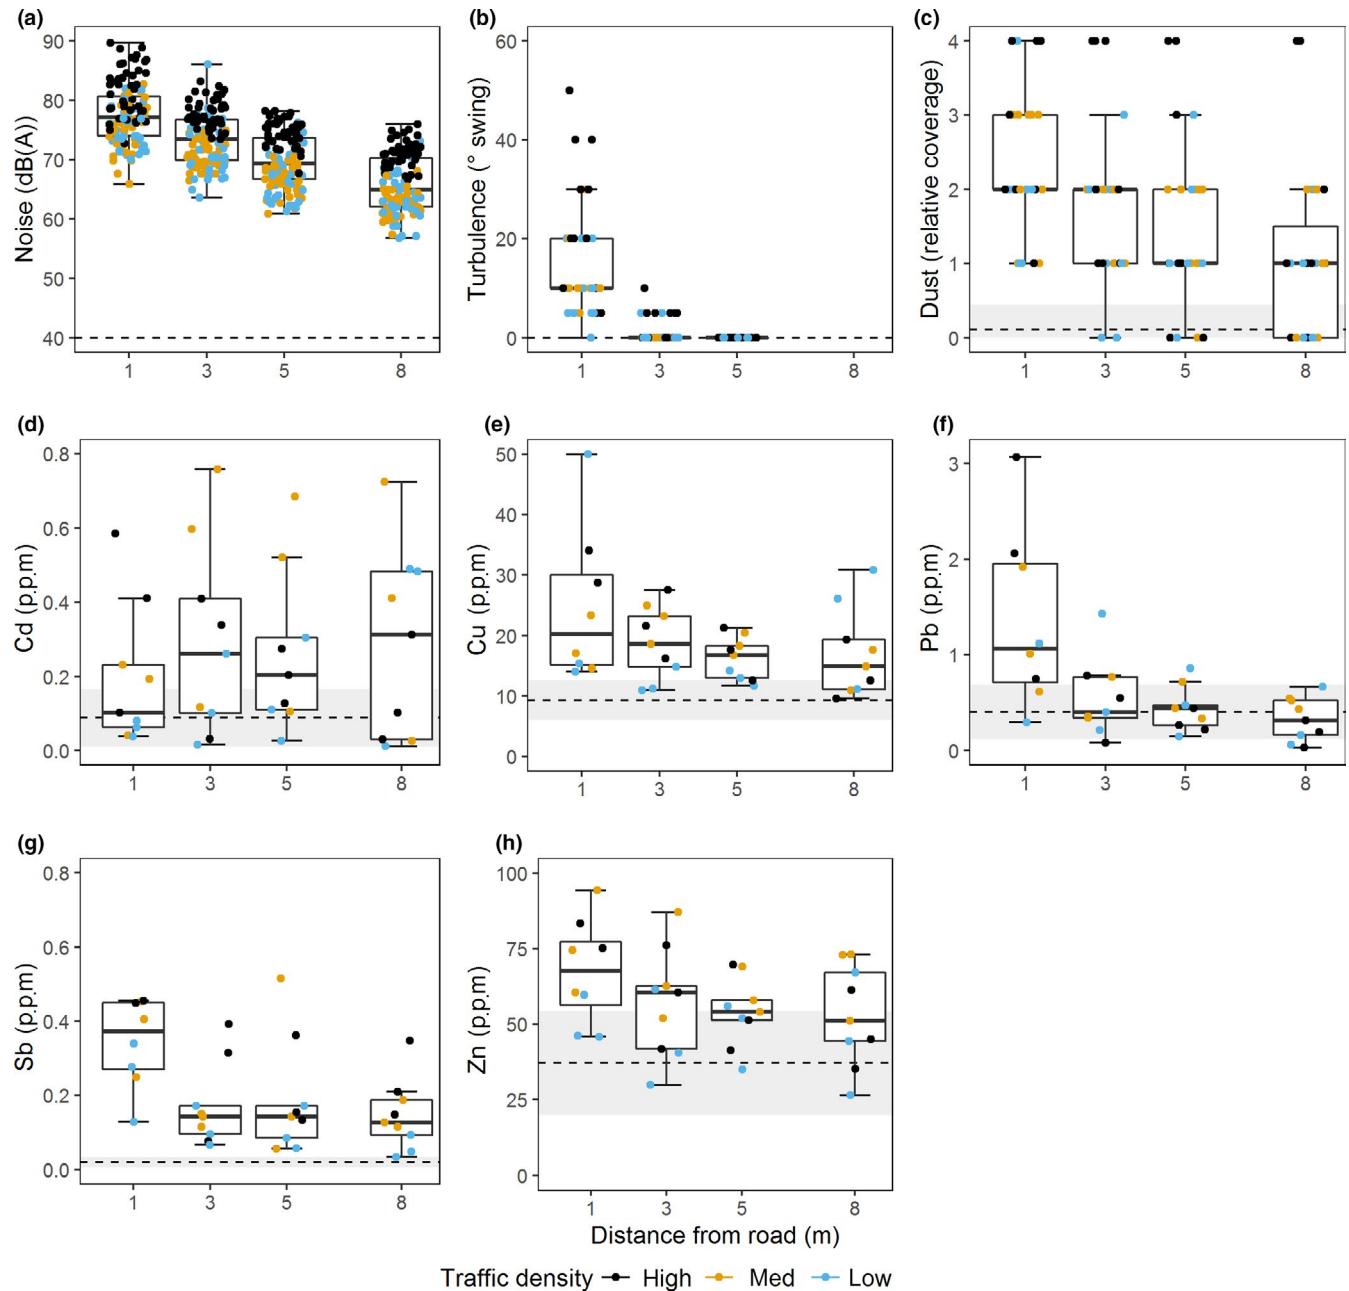 (a)
Noise (dB(A))
90
80
70
60
50
40
1 3 5 8
(b)
Turbulence (° swing)
60
40
20
0
1 3 5 8
(c)
Dust (relative coverage)
4
3
2
1
0
1 3 5 8
(d)
Cd (p.p.m)
0.8
0.6
0.4
0.2
0.0
1 3 5 8
(e)
Cu (p.p.m)
50
40
30
20
10
0
1 3 5 8
(f)
Pb (p.p.m)
3
2
1
0
1 3 5 8
(g)
Sb (p.p.m)
0.8
0.6
0.4
0.2
0.0
1 3 5 8
(h)
Zn (p.p.m)
100
75
50
25
0
1 3 5 8
Distance from road (m)
Traffic density High Med Low